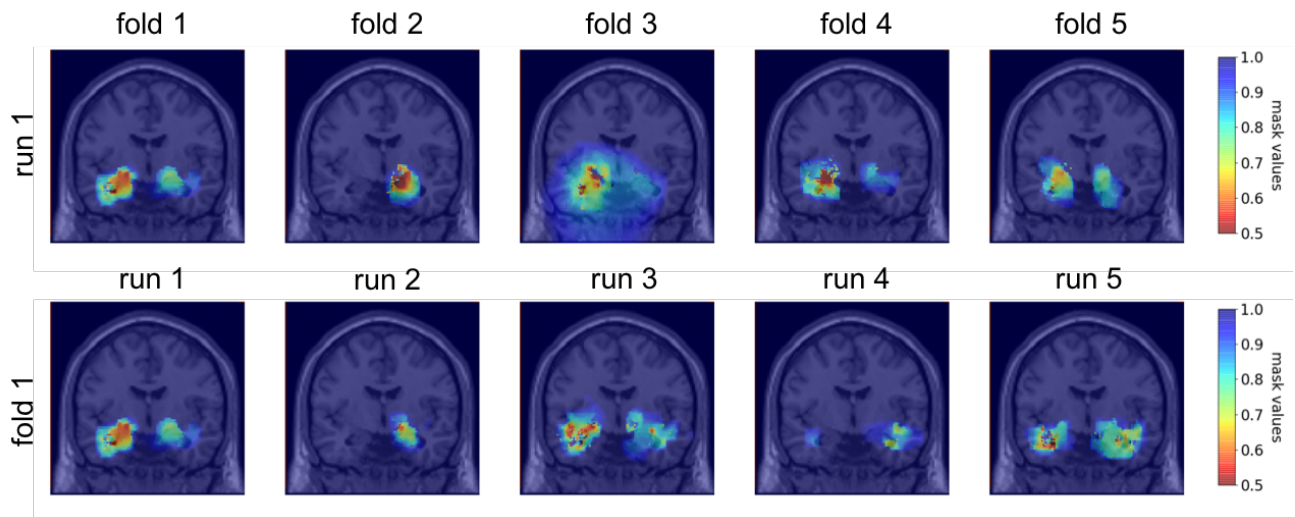 fold 1 fold 2 fold 3 fold 4 fold 5
run 1
1.0
0.9
0.8
0.7
0.6
0.5
mask values
run 1 run 2 run 3 run 4 run 5
fold 1
1.0
0.9
0.8
0.7
0.6
0.5
mask values